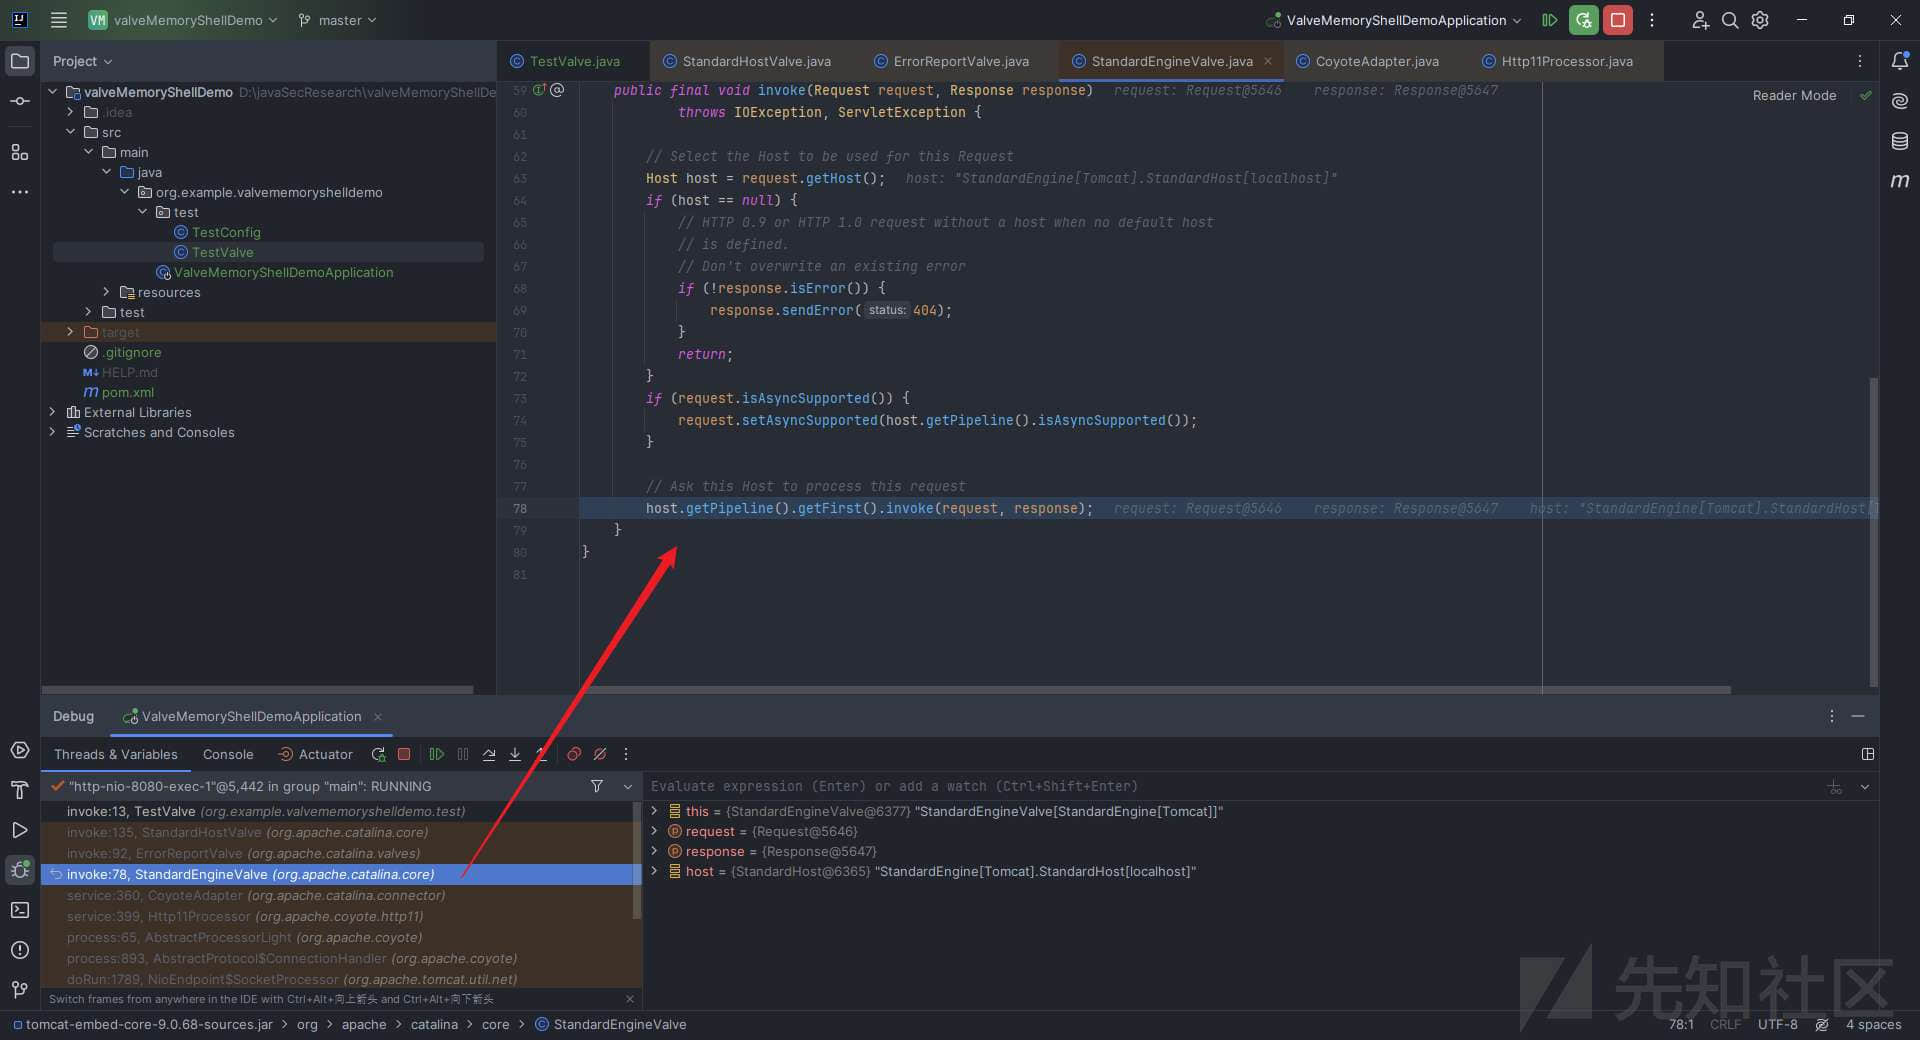 VM valveMemoryShellDemo master ValveMemoryShellDemoApplication
Project
valveMemoryShellDemo D:\javaSecResearch\valveMemoryShellDe
.idea
src
main
java
org.example.valvememoryshelldemo
test
TestConfig
TestValve
ValveMemoryShellDemoApplication
resources
test
target
.gitignore
M↓ HELP.md
m pom.xml
External Libraries
Scratches and Consoles
TestValve.java StandardHostValve.java ErrorReportValve.java StandardEngineValve.java CoyoteAdapter.java Http11Processor.java
Reader Mode
59 public final void invoke(Request request, Response response) request: Request@5646 response: Response@5647
60 throws IOException, ServletException {
61
62 // Select the Host to be used for this Request
63 Host host = request.getHost(); host: "StandardEngine[Tomcat].StandardHost[localhost]"
64 if (host == null) {
65 // HTTP 0.9 or HTTP 1.0 request without a host when no default host
66 // is defined.
67 // Don't overwrite an existing error
68 if (!response.isError()) {
69 response.sendError( status: 404);
70 }
71 return;
72 }
73 if (request.isAsyncSupported()) {
74 request.setAsyncSupported(host.getPipeline().isAsyncSupported());
75 }
76
77 // Ask this Host to process this request
78 host.getPipeline().getFirst().invoke(request, response); request: Request@5646 response: Response@5647 host: "StandardEngine[Tomcat].StandardHost[
79 }
80 }
81
Debug ValveMemoryShellDemoApplication
Threads & Variables Console Actuator
"http-nio-8080-exec-1"@5,442 in group "main": RUNNING
invoke:13, TestValve (org.example.valvememoryshelldemo.test)
invoke:135, StandardHostValve (org.apache.catalina.core)
invoke:92, ErrorReportValve (org.apache.catalina.valves)
invoke:78, StandardEngineValve (org.apache.catalina.core)
service:360, CoyoteAdapter (org.apache.catalina.connector)
service:399, Http11Processor (org.apache.coyote.http11)
process:65, AbstractProcessorLight (org.apache.coyote)
process:893, AbstractProtocol$ConnectionHandler (org.apache.coyote)
doRun:1789, NioEndpoint$SocketProcessor (org.apache.tomcat.util.net)
Switch frames from anywhere in the IDE with Ctrl+Alt+向上箭头 and Ctrl+Alt+向下箭头
Evaluate expression (Enter) or add a watch (Ctrl+Shift+Enter)
this = {StandardEngineValve@6377} "StandardEngineValve[StandardEngine[Tomcat]]"
request = {Request@5646}
response = {Response@5647}
host = {StandardHost@6365} "StandardEngine[Tomcat].StandardHost[localhost]"
先知社区
tomcat-embed-core-9.0.68-sources.jar org apache catalina core StandardEngineValve
78:1 CRLF UTF-8 4 spaces